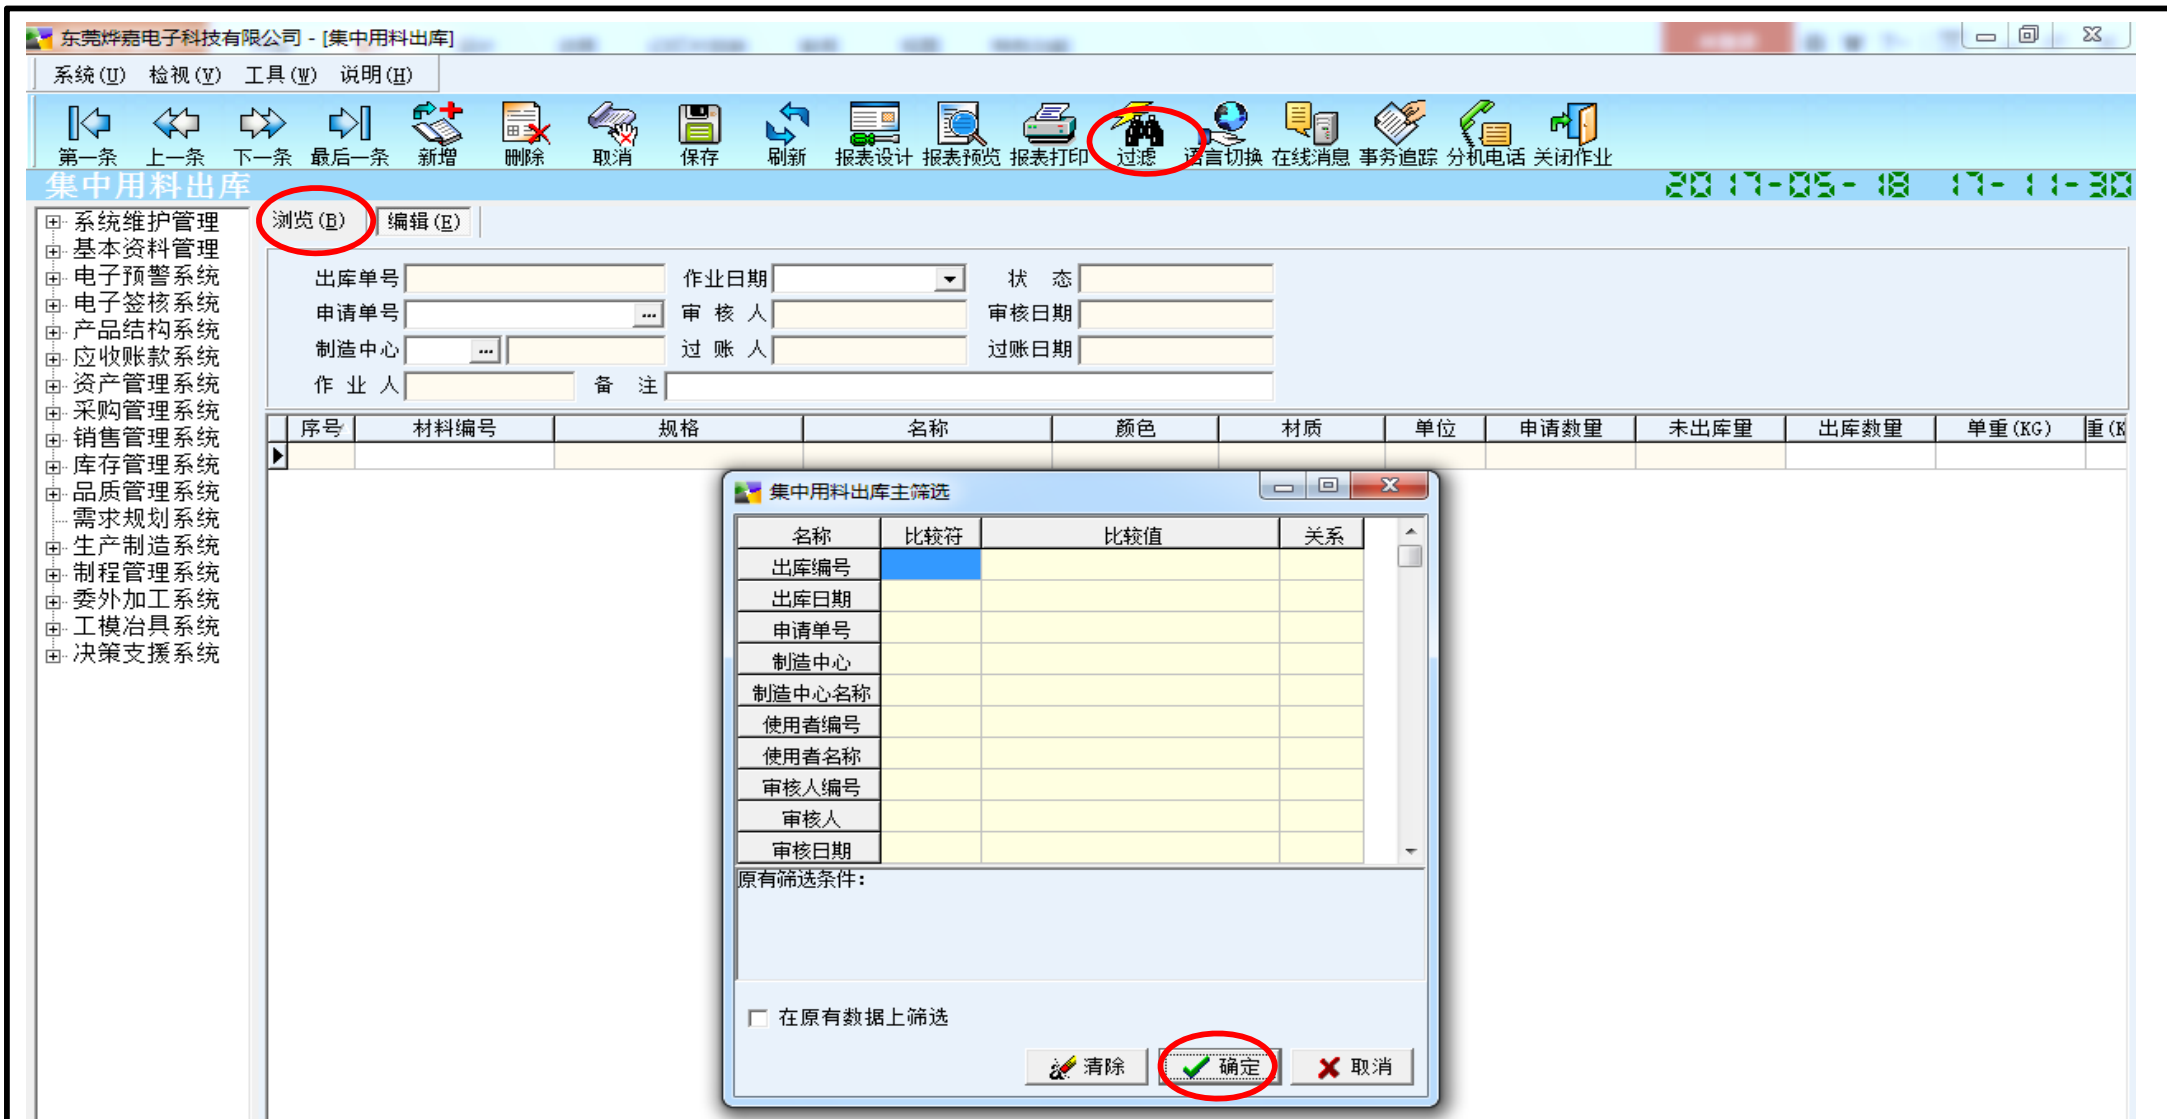 东莞烨嘉电子科技有限公司 - [集中用料出库]
系统(U) 检视(V) 工具(W) 说明(H)
第一条 上一条 下一条 最后一条 新增 删除 取消 保存 刷新 报表设计 报表预览 报表打印 过滤 语言切换 在线消息 事务追踪 分机电话 关闭作业
集中用料出库 2017-05-18 17-11-30
浏览(B) 编辑(E)
系统维护管理
基本资料管理
电子预警系统
电子签核系统
产品结构系统
应收账款系统
资产管理系统
采购管理系统
销售管理系统
库存管理系统
品质管理系统
需求规划系统
生产制造系统
制程管理系统
委外加工系统
工模冶具系统
决策支援系统
出库单号 作业日期 状 态
申请单号 ... 审 核 人 审核日期
制造中心 ... 过 账 人 过账日期
作 业 人 备 注
序号 材料编号 规格 名称 颜色 材质 单位 申请数量 未出库量 出库数量 单重(KG) 重(K
集中用料出库主筛选
名称 比较符 比较值 关系
出库编号
出库日期
申请单号
制造中心
制造中心名称
使用者编号
使用者名称
审核人编号
审核人
审核日期
原有筛选条件:
在原有数据上筛选
清除 确定 取消